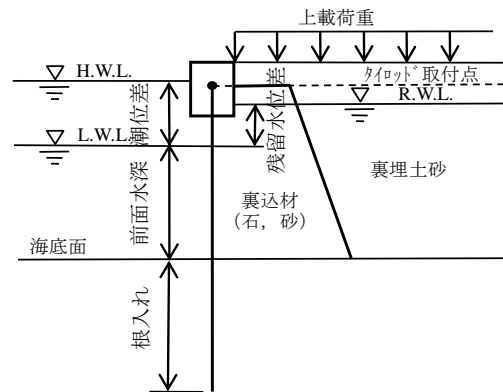 上載荷重
H.W.L.
タイロッド取付点
R.W.L.
潮位差
残留水位差
L.W.L.
裏埋土砂
裏込材
(石，砂)
前面水深
海底面
根入れ